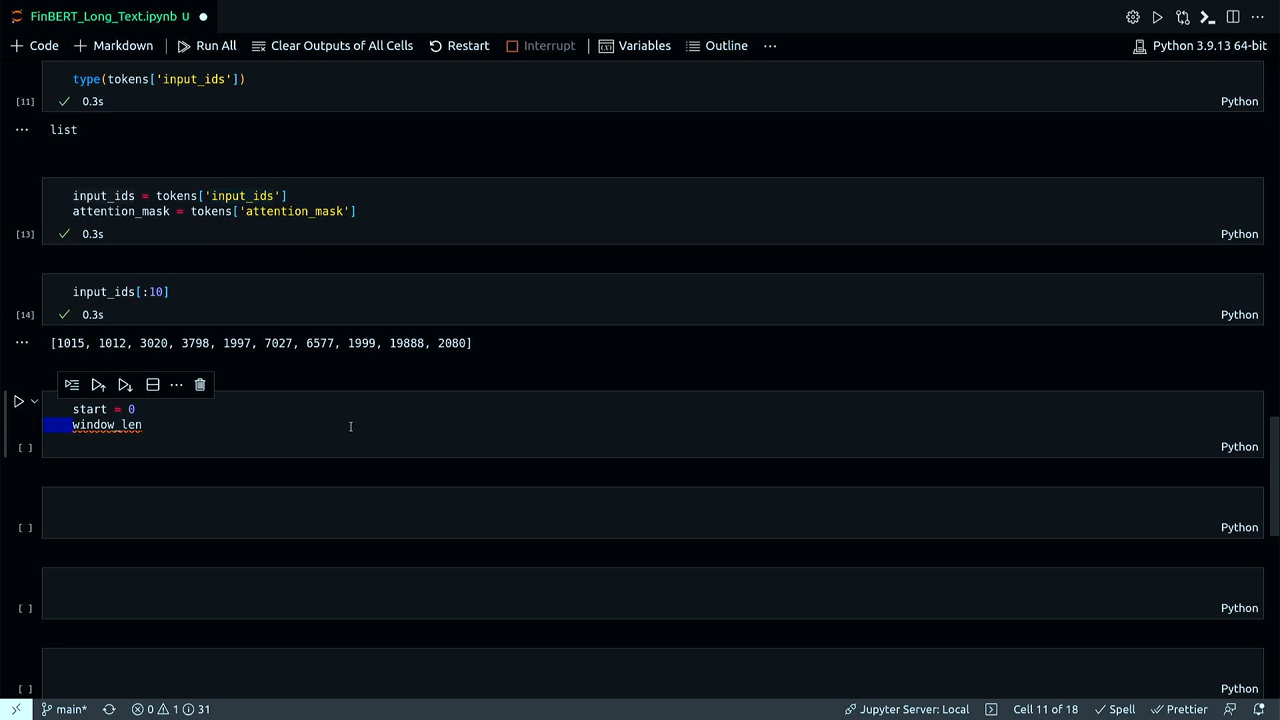 FinBERT_Long_Text.ipynb U
Code Markdown Run All Clear Outputs of All Cells Restart Interrupt Variables Outline ... Python 3.9.13 64-bit
type(tokens['input_ids'])
[11] 0.3s Python
list
input_ids = tokens['input_ids']
attention_mask = tokens['attention_mask']
[13] 0.3s Python
input_ids[:10]
[14] 0.3s Python
[1015, 1012, 3020, 3798, 1997, 7027, 6577, 1999, 19888, 2080]
start = 0
window_len
[ ] Python
[ ] Python
[ ] Python
[ ] Python
main* 0 1 31 Jupyter Server: Local Cell 11 of 18 Spell Prettier